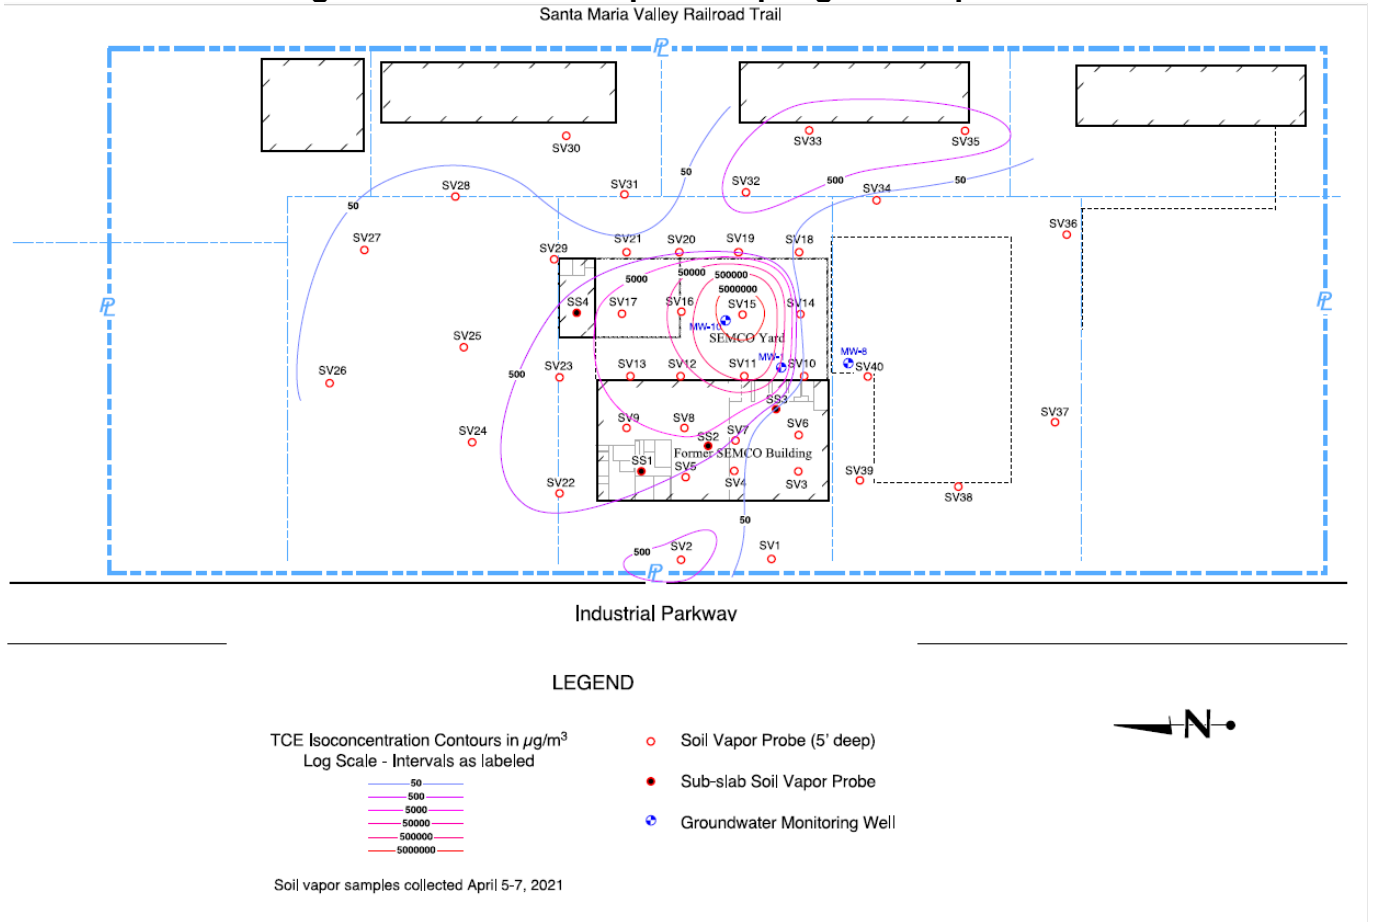 Santa Maria Valley Railroad Trail
PL
SV30
SV33
SV35
50
SV28
SV31
SV32
500
SV34
50
50
SV36
SV27
SV29
SV21
SV20
SV19
SV18
5000
50000
500000
5000000
PL
PL
SS4
SV17
SV16
SV15
SV14
MW-10
SEMCO Yard
SV25
MW-1
MW-8
SV26
500
SV23
SV13
SV12
SV11
SV10
SV40
SS3
SV37
SV24
SV9
SV8
SV7
SV6
SS2
Former SEMCO Building
SS1
SV5
SV4
SV3
SV39
SV22
SV38
50
500
SV2
SV1
PL
Industrial Parkway
LEGEND
TCE Isoconcentration Contours in µg/m³
Log Scale - Intervals as labeled
50
500
5000
50000
500000
5000000
Soil Vapor Probe (5' deep)
Sub-slab Soil Vapor Probe
Groundwater Monitoring Well
N
Soil vapor samples collected April 5-7, 2021